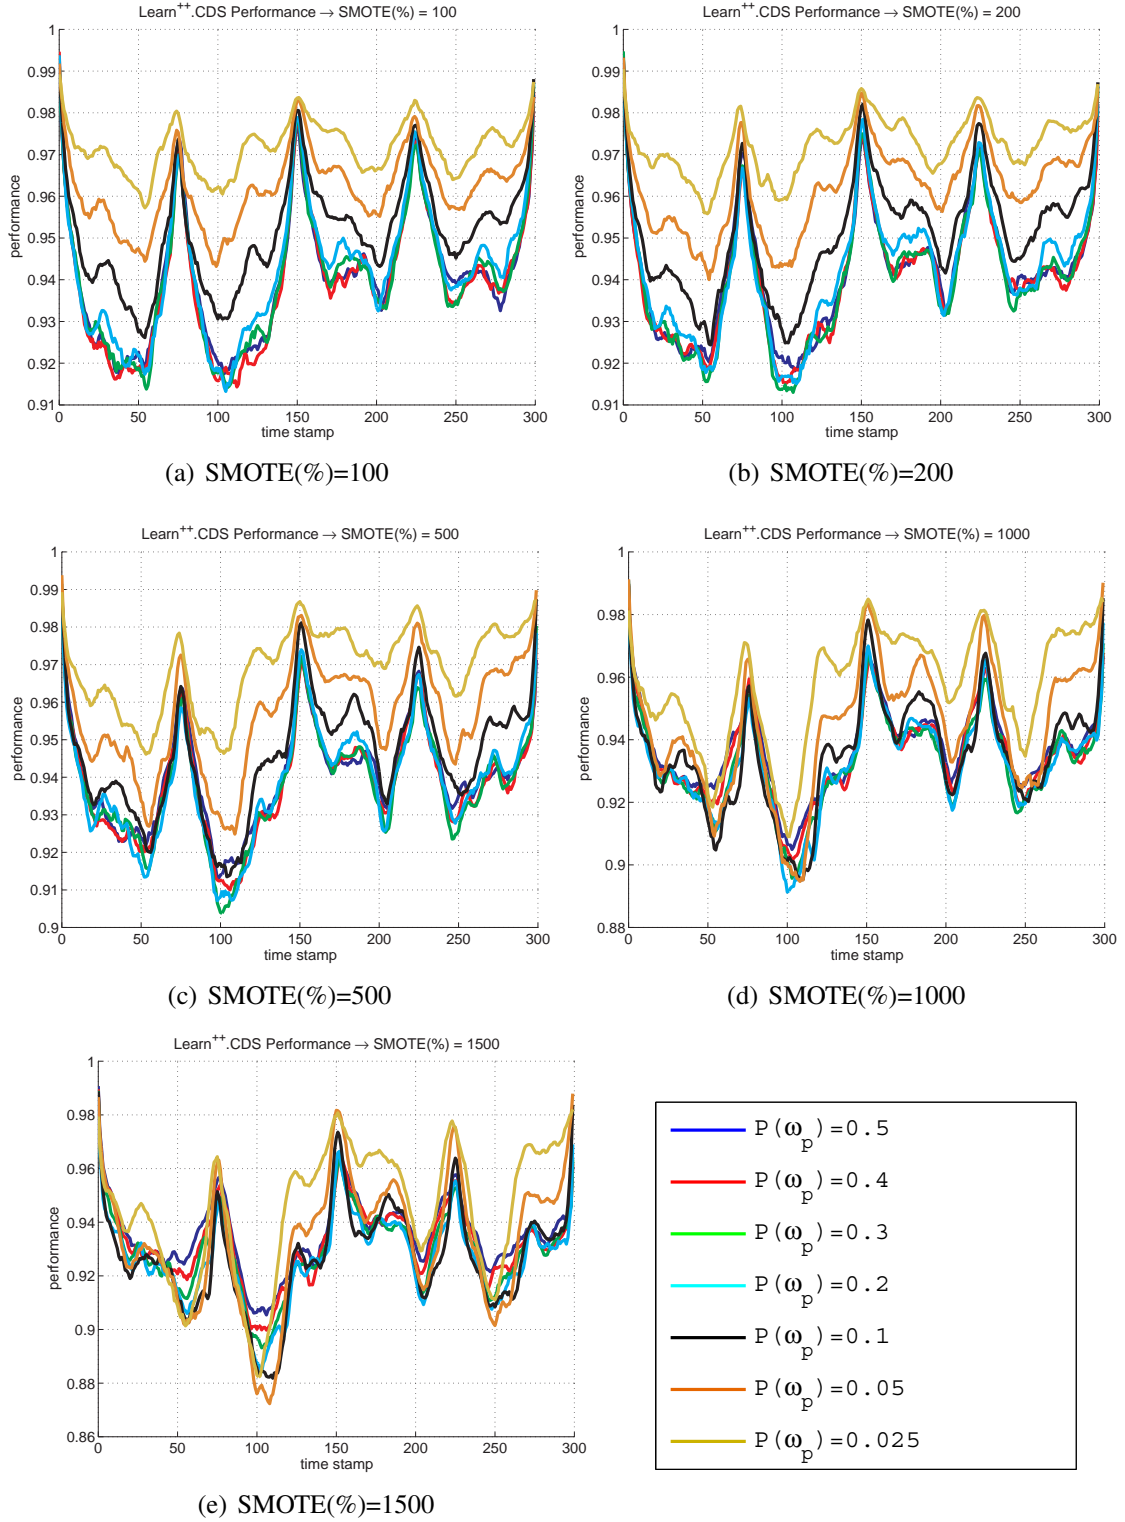 Learn++.CDS Performance → SMOTE(%) = 100
1
0.99
0.98
0.97
0.96
0.95
0.94
0.93
0.92
0.91
performance
0 50 100 150 200 250 300
time stamp
(a) SMOTE(%)=100
Learn++.CDS Performance → SMOTE(%) = 200
1
0.99
0.98
0.97
0.96
0.95
0.94
0.93
0.92
0.91
performance
0 50 100 150 200 250 300
time stamp
(b) SMOTE(%)=200
Learn++.CDS Performance → SMOTE(%) = 500
1
0.99
0.98
0.97
0.96
0.95
0.94
0.93
0.92
0.91
0.9
performance
0 50 100 150 200 250 300
time stamp
(c) SMOTE(%)=500
Learn++.CDS Performance → SMOTE(%) = 1000
1
0.98
0.96
0.94
0.92
0.9
0.88
performance
0 50 100 150 200 250 300
time stamp
(d) SMOTE(%)=1000
Learn++.CDS Performance → SMOTE(%) = 1500
1
0.98
0.96
0.94
0.92
0.9
0.88
0.86
performance
0 50 100 150 200 250 300
time stamp
(e) SMOTE(%)=1500
P(ωp)=0.5
P(ωp)=0.4
P(ωp)=0.3
P(ωp)=0.2
P(ωp)=0.1
P(ωp)=0.05
P(ωp)=0.025